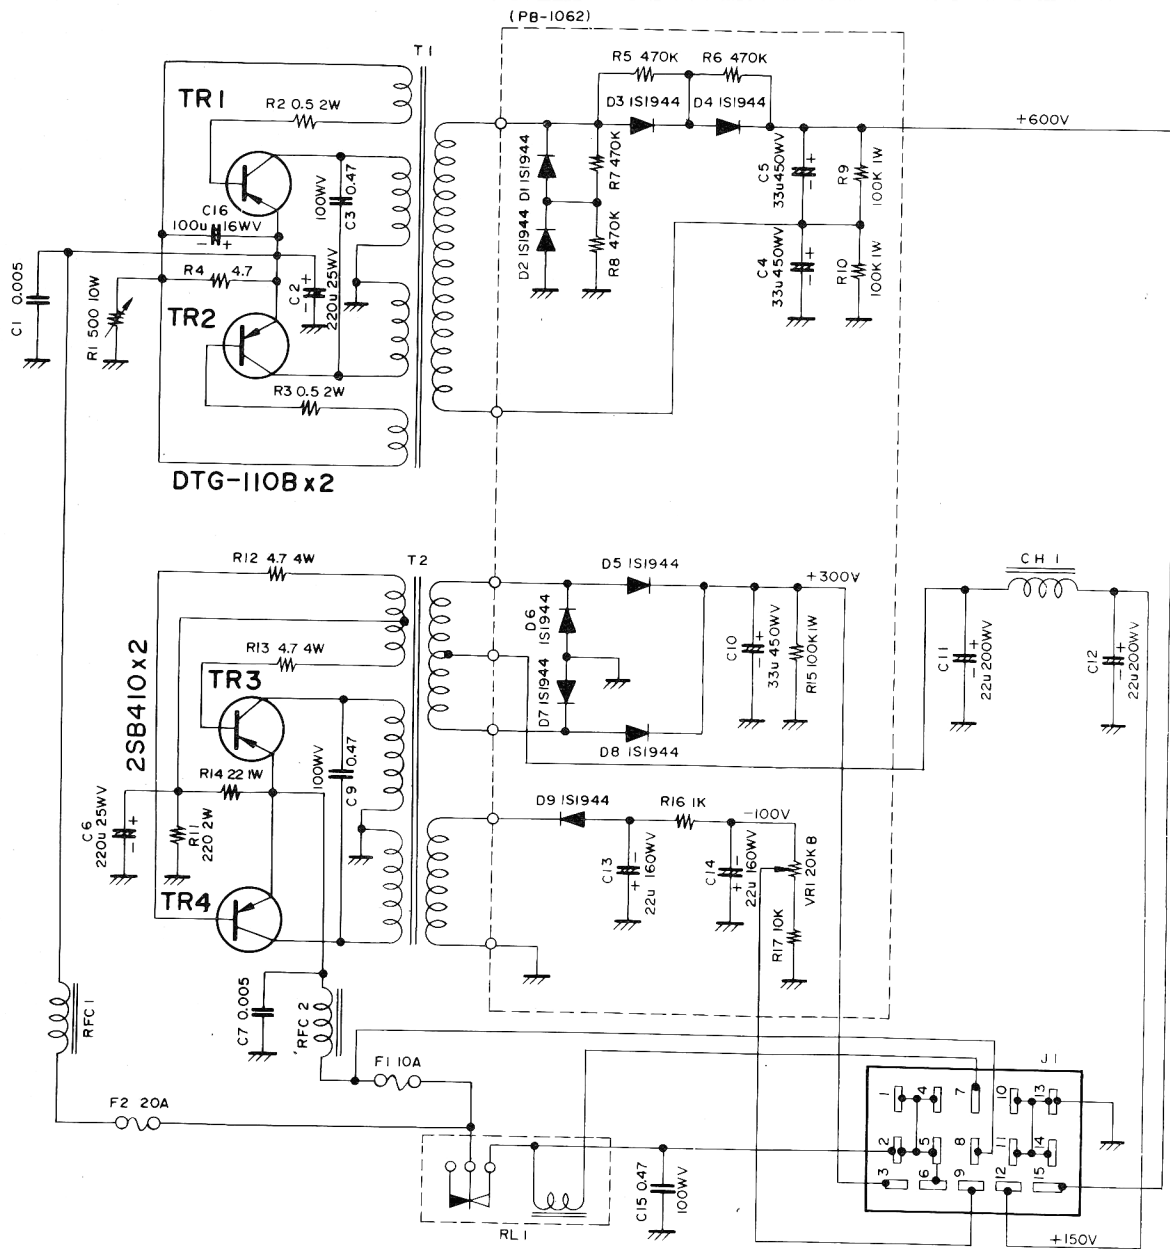 (PB-1062)
T1
R5 470K
R6 470K
TR1
R2 0.5 2W
D3 1S1944
D4 1S1944
+600V
D1 1S1944
R7 470K
C5
33u450WV
R9
100K 1W
100WV
C3 0.47
C16
100u 16WV
D2 1S1944
R8 470K
C4
33u450WV
R10
100K 1W
R4 4.7
C2
220u 25WV
C1 0.005
R1 500 10W
TR2
R3 0.5 2W
DTG-110B x2
R12 4.7 4W
T2
D5 1S1944
+300V
CH 1
2SB410x2
R13
4.7 4W
TR3
D6
1S1944
D7 1S1944
C10
33u 450WV
R15 100K 1W
C11
22u 200WV
C12
22u 200WV
D8 1S1944
R14 22 1W
100WV
C9 0.47
C6
220u 25WV
R11
220 2W
D9 1S1944
R16 1K
-100V
C13
22u 160WV
C14
22u 160WV
VR1 20K B
R17 10K
TR4
C7 0.005
RFC 2
RFC 1
F1 10A
F2 20A
J1
1
4
7
10
13
2
5
8
11
14
3
6
9
12
15
C15 0.47
100WV
RL 1
+150V